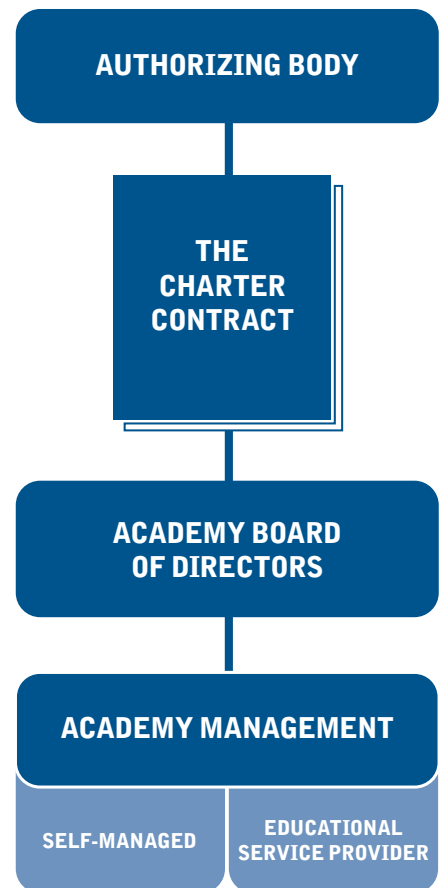 AUTHORIZING BODY
THE
CHARTER
CONTRACT
ACADEMY BOARD
OF DIRECTORS
ACADEMY MANAGEMENT
SELF-MANAGED
EDUCATIONAL
SERVICE PROVIDER